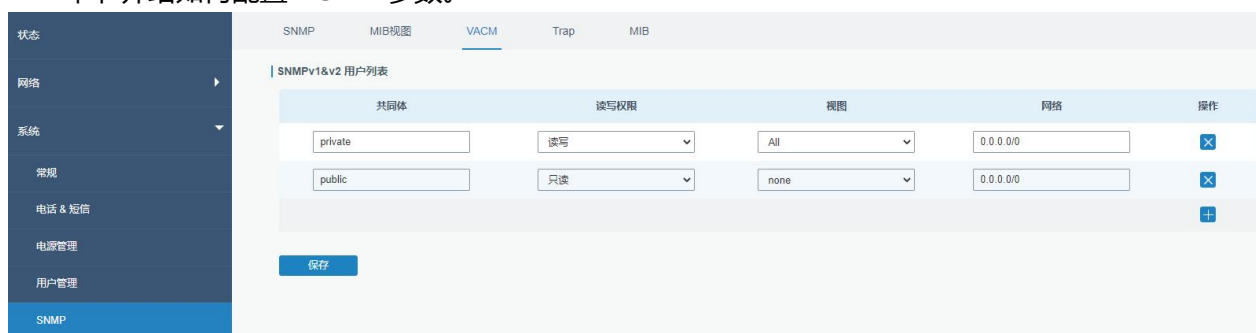 状态
SNMP MIB视图 VACM Trap MIB
SNMPv1&v2 用户列表
网络
共同体 读写权限 视图 网络 操作
系统
private 读写 All 0.0.0.0/0
常规
public 只读 none 0.0.0.0/0
电话 & 短信
电源管理
保存
用户管理
SNMP